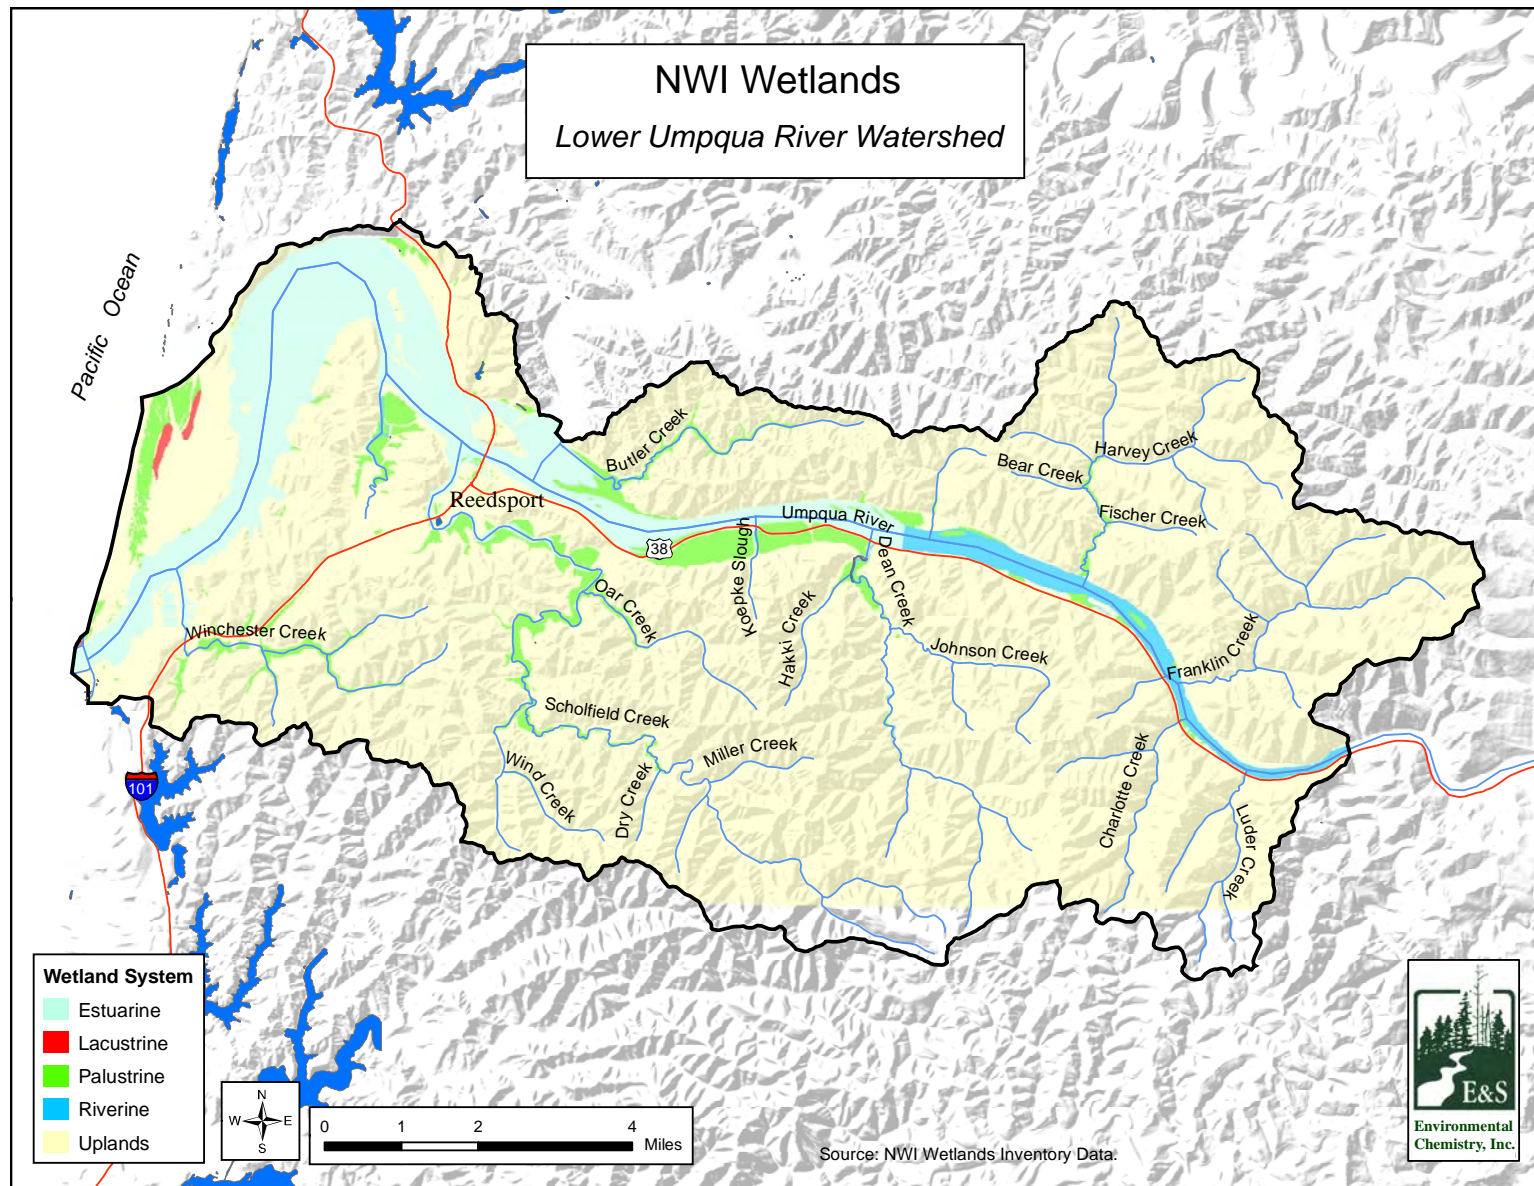 NWI Wetlands
Lower Umpqua River Watershed
Pacific Ocean
Butler Creek
Harvey Creek
Bear Creek
Reedsport
Umpqua River
Fischer Creek
38
Koepke Slough
Dean Creek
Oar Creek
Hakki Creek
Winchester Creek
Johnson Creek
Franklin Creek
Scholfield Creek
Miller Creek
Wind Creek
Dry Creek
Charlotte Creek
Luder Creek
101
Wetland System
Estuarine
Lacustrine
Palustrine
Riverine
Uplands
N
W E
S
0 1 2 4
Miles
Source: NWI Wetlands Inventory Data.
E&S
Environmental
Chemistry, Inc.